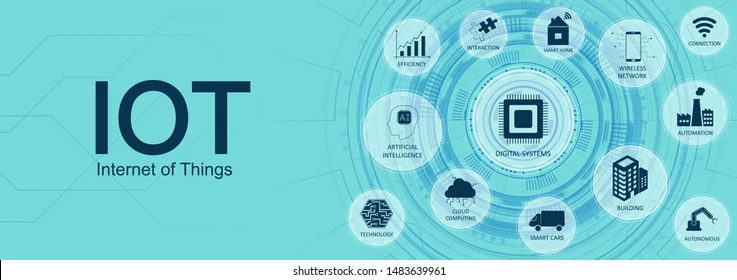 IOT
Internet of Things
EFFICIENCY
INTERACTION
SMART HOME
WIRELESS
NETWORK
CONNECTION
AI
ARTIFICIAL
INTELLIGENCE
DIGITAL SYSTEMS
AUTOMATION
TECHNOLOGY
CLOUD
COMPUTING
SMART CARS
BUILDING
AUTONOMOUS
shutterstock.com · 1483639961